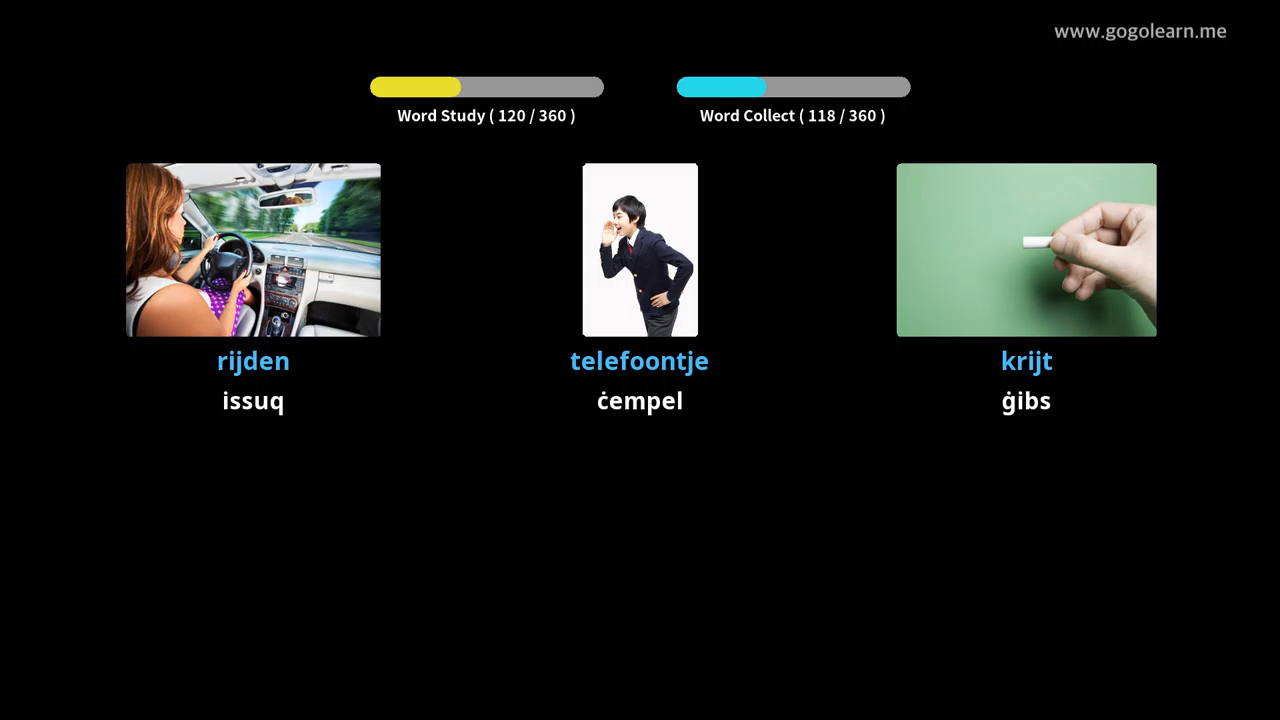 www.gogolearn.me
Word Study ( 120 / 360 )
Word Collect ( 118 / 360 )
rijden
telefoontje
krijt
issuq
ċempel
ġibs